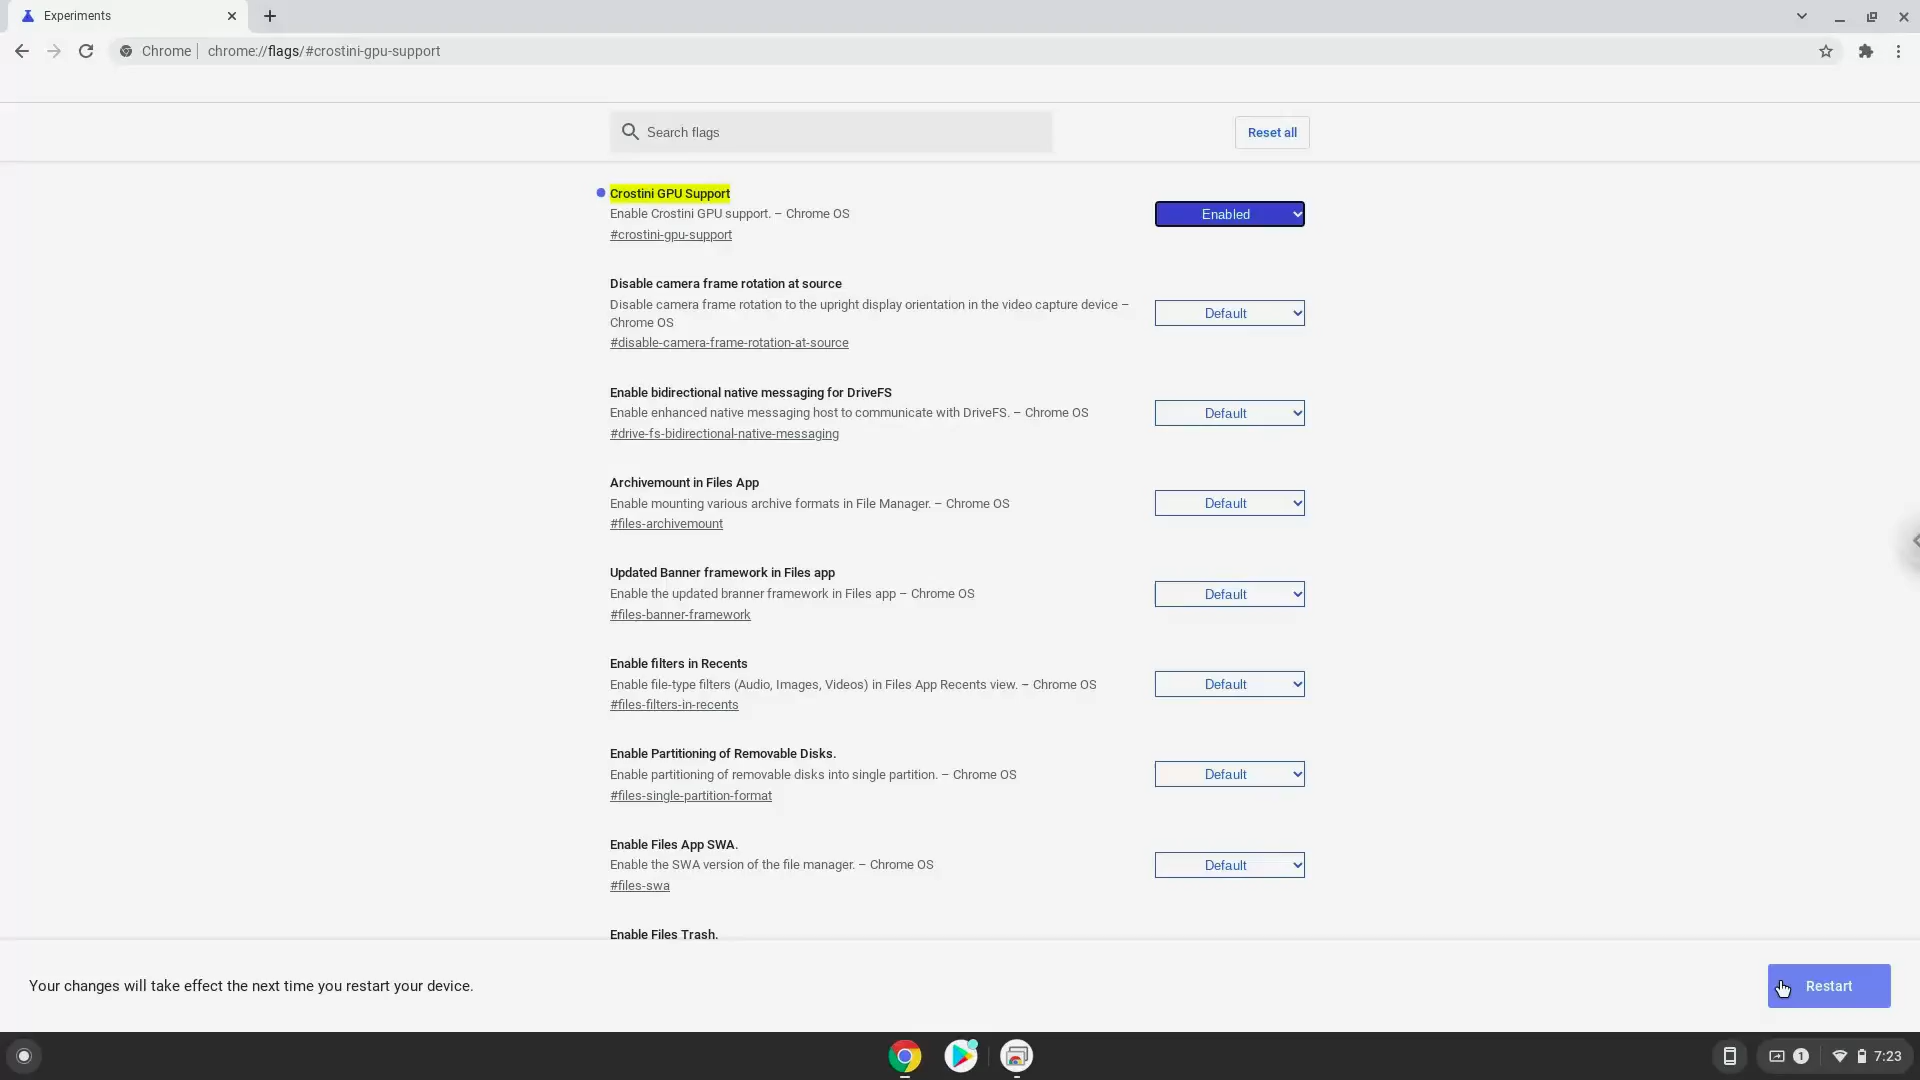 Experiments
Chrome | chrome://flags/#crostini-gpu-support
Search flags
Reset all
Crostini GPU Support
Enable Crostini GPU support. – Chrome OS
#crostini-gpu-support
Enabled
Disable camera frame rotation at source
Disable camera frame rotation to the upright display orientation in the video capture device –
Chrome OS
#disable-camera-frame-rotation-at-source
Default
Enable bidirectional native messaging for DriveFS
Enable enhanced native messaging host to communicate with DriveFS. – Chrome OS
#drive-fs-bidirectional-native-messaging
Default
Archivemount in Files App
Enable mounting various archive formats in File Manager. – Chrome OS
#files-archivemount
Default
Updated Banner framework in Files app
Enable the updated branner framework in Files app – Chrome OS
#files-banner-framework
Default
Enable filters in Recents
Enable file-type filters (Audio, Images, Videos) in Files App Recents view. – Chrome OS
#files-filters-in-recents
Default
Enable Partitioning of Removable Disks.
Enable partitioning of removable disks into single partition. – Chrome OS
#files-single-partition-format
Default
Enable Files App SWA.
Enable the SWA version of the file manager. – Chrome OS
#files-swa
Default
Enable Files Trash.
Your changes will take effect the next time you restart your device.
Restart
1
7:23